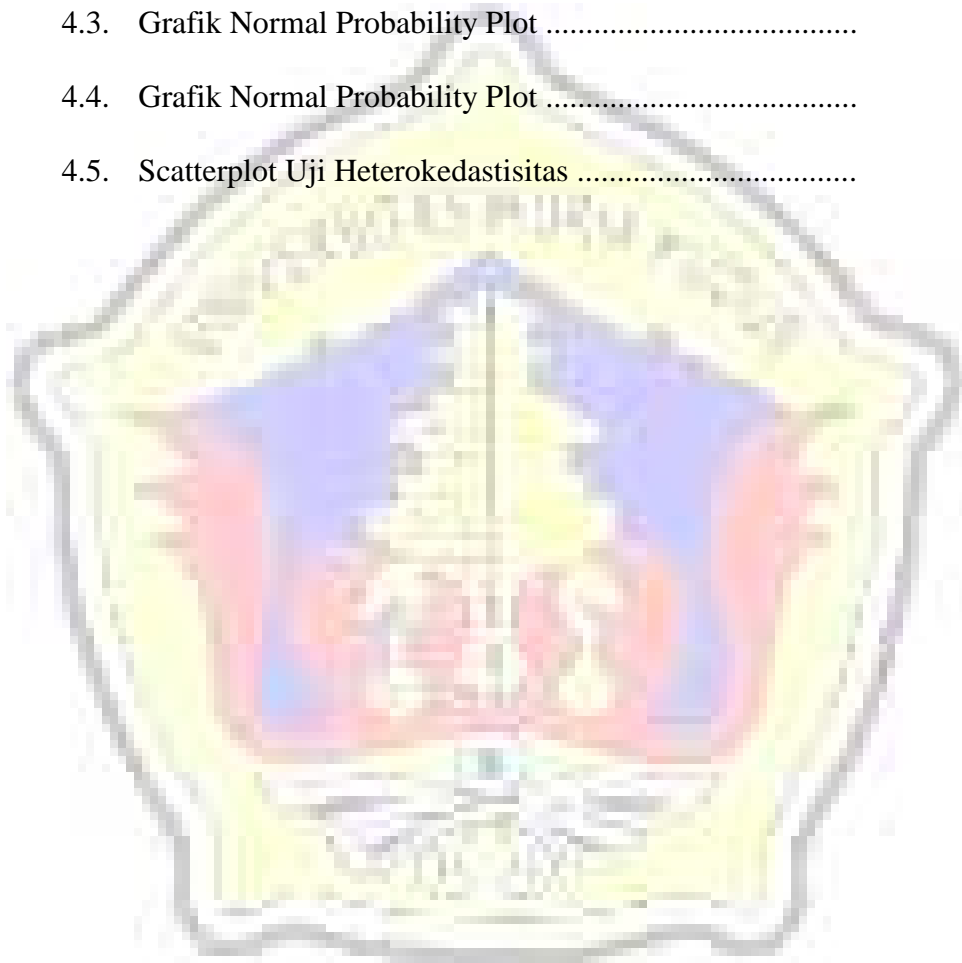 4.3. Grafik Normal Probability Plot .......................................
4.4. Grafik Normal Probability Plot .......................................
4.5. Scatterplot Uji Heterokedastisitas ...................................